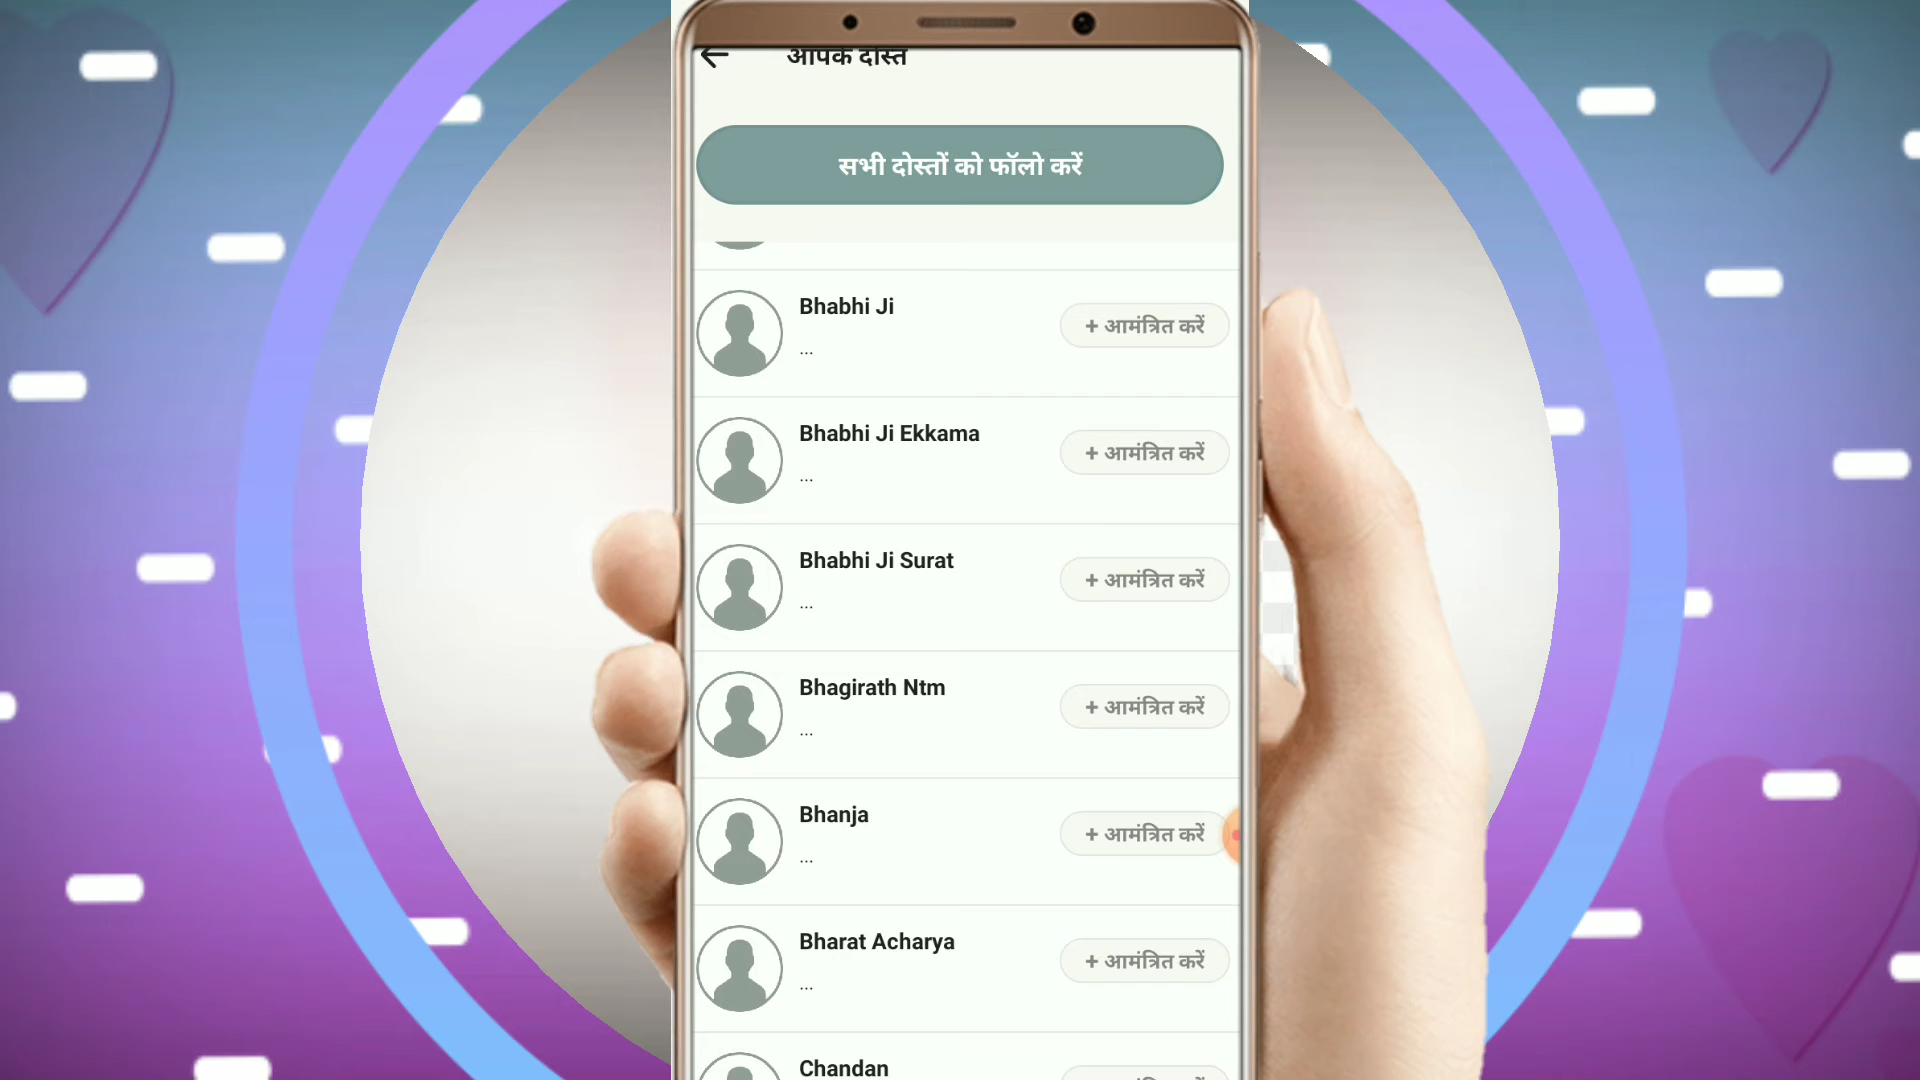 आपके दोस्त
सभी दोस्तों को फॉलो करें
Bhabhi Ji
+ आमंत्रित करें
...
Bhabhi Ji Ekkama
+ आमंत्रित करें
...
Bhabhi Ji Surat
+ आमंत्रित करें
...
Bhagirath Ntm
+ आमंत्रित करें
...
Bhanja
+ आमंत्रित करें
...
Bharat Acharya
+ आमंत्रित करें
...
Chandan